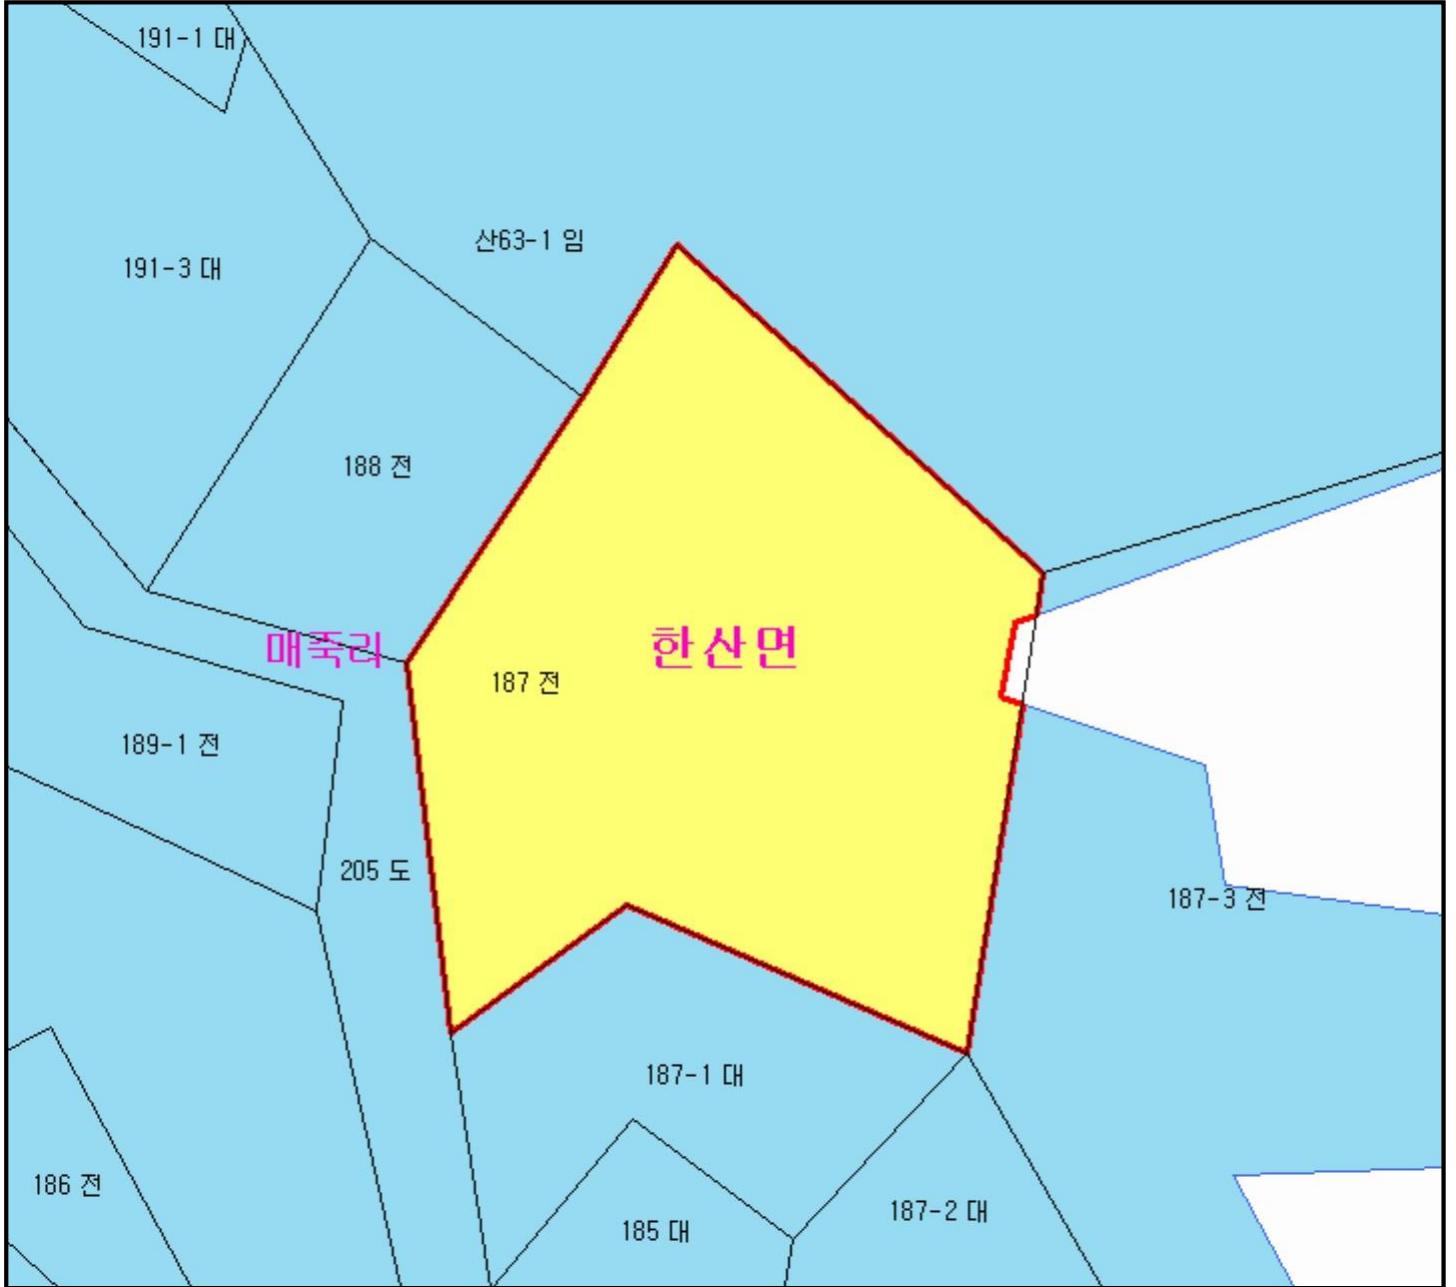 191-1 대
산63-1 임
191-3 대
188 전
매죽리
한산면
187 전
189-1 전
205 도
187-3 전
187-1 대
186 전
187-2 대
185 대